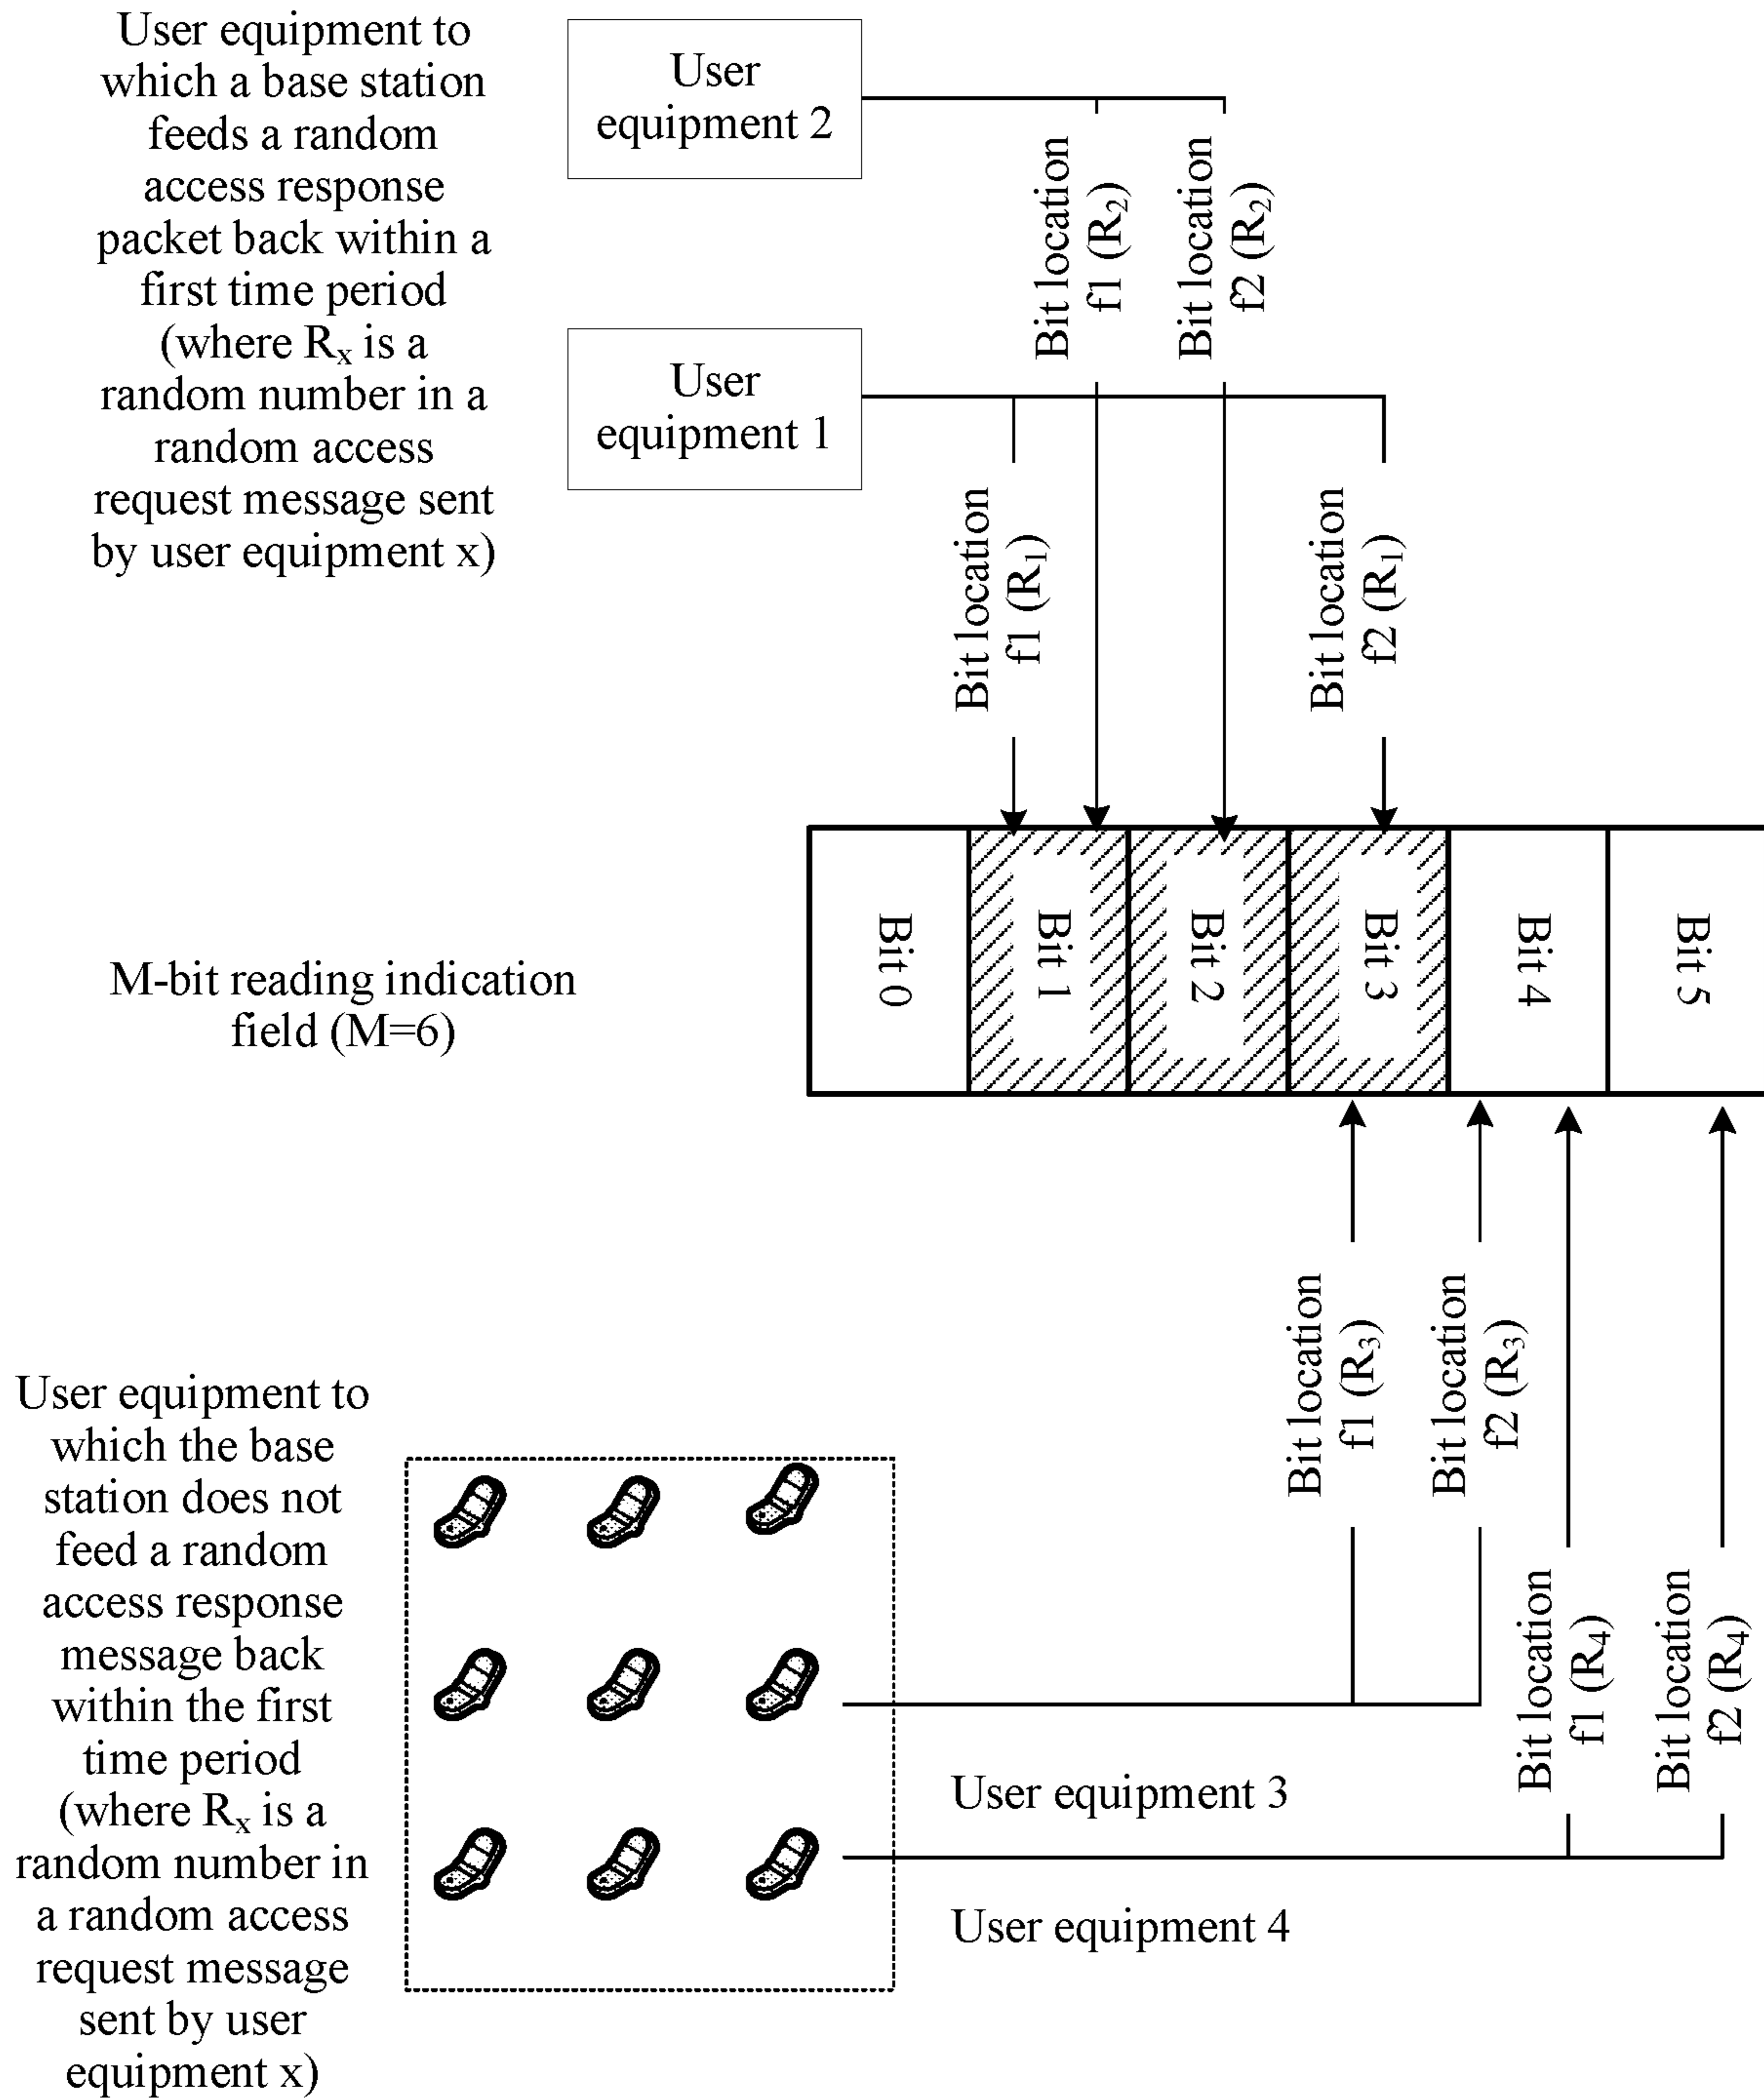 User equipment to
which a base station
feeds a random
access response
packet back within a
first time period
(where Rₓ is a
random number in a
random access
request message sent
by user equipment x)
User
equipment 2
User
equipment 1
Bit location
f1 (R₂)
Bit location
f2 (R₂)
Bit location
f1 (R₁)
Bit location
f2 (R₁)
M-bit reading indication
field (M=6)
Bit 0
Bit 1
Bit 2
Bit 3
Bit 4
Bit 5
Bit location
f1 (R₃)
Bit location
f2 (R₃)
Bit location
f1 (R₄)
Bit location
f2 (R₄)
User equipment to
which the base
station does not
feed a random
access response
message back
within the first
time period
(where Rₓ is a
random number in
a random access
request message
sent by user
equipment x)
User equipment 3
User equipment 4